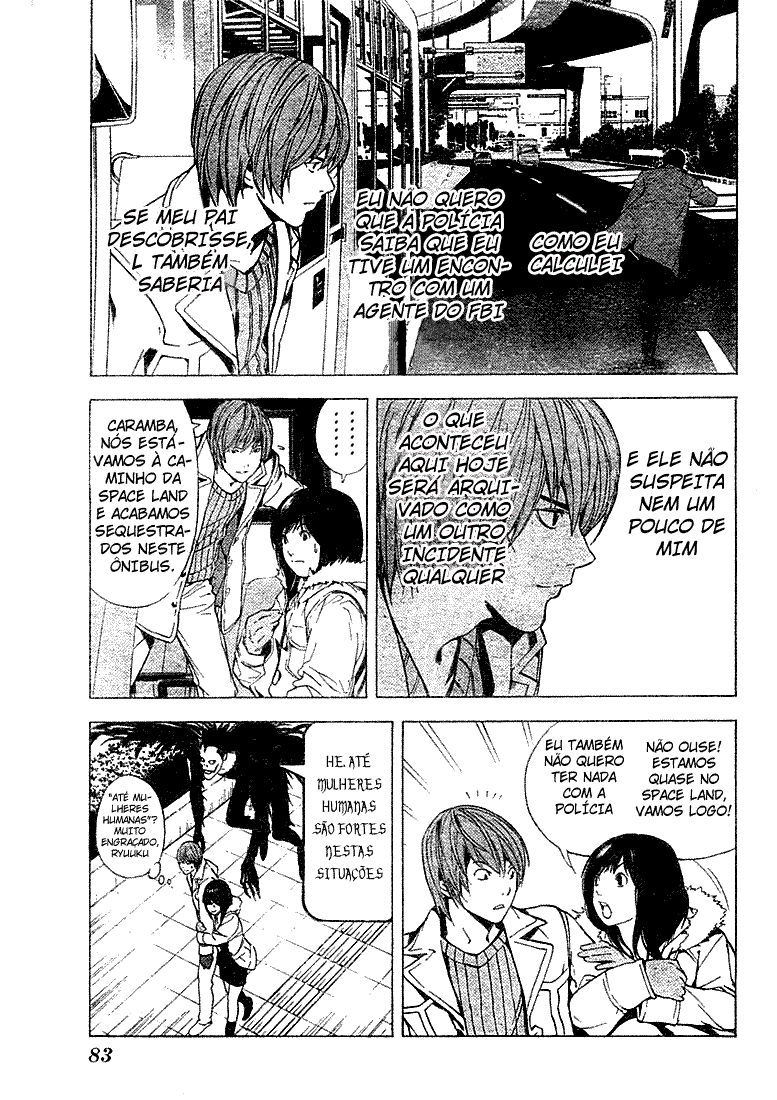 COMO EU
CALCULEI
EU NÃO QUERO
QUE A POLÍCIA
SAIBA QUE EU
TIVE UM ENCON-
TRO COM UM
AGENTE DO FBI
SE MEU PAI
DESCOBRISSE,
L TAMBÉM
SABERIA
E ELE NÃO
SUSPEITA
NEM UM
POUCO DE
MIM
O QUE
ACONTECEU
AQUI HOJE
SERÁ ARQUI-
VADO COMO
UM OUTRO
INCIDENTE
QUALQUER
CARAMBA,
NÓS ESTÁ-
VAMOS À CA-
MINHO DA
SPACE LAND
E ACABAMOS
SEQUESTRA-
DOS NESTE
ÔNIBUS.
NÃO OUSE!
ESTAMOS
QUASE NO
SPACE LAND,
VAMOS LOGO!
EU TAMBÉM
NÃO QUERO
TER NADA
COM A
POLÍCIA
HE, ATÉ
MULHERES
HUMANAS
SÃO FORTES
NESTAS
SITUAÇÕES
"ATÉ MU-
LHERES
HUMANAS"?
MUITO
ENGRAÇADO,
RYUUKU
83